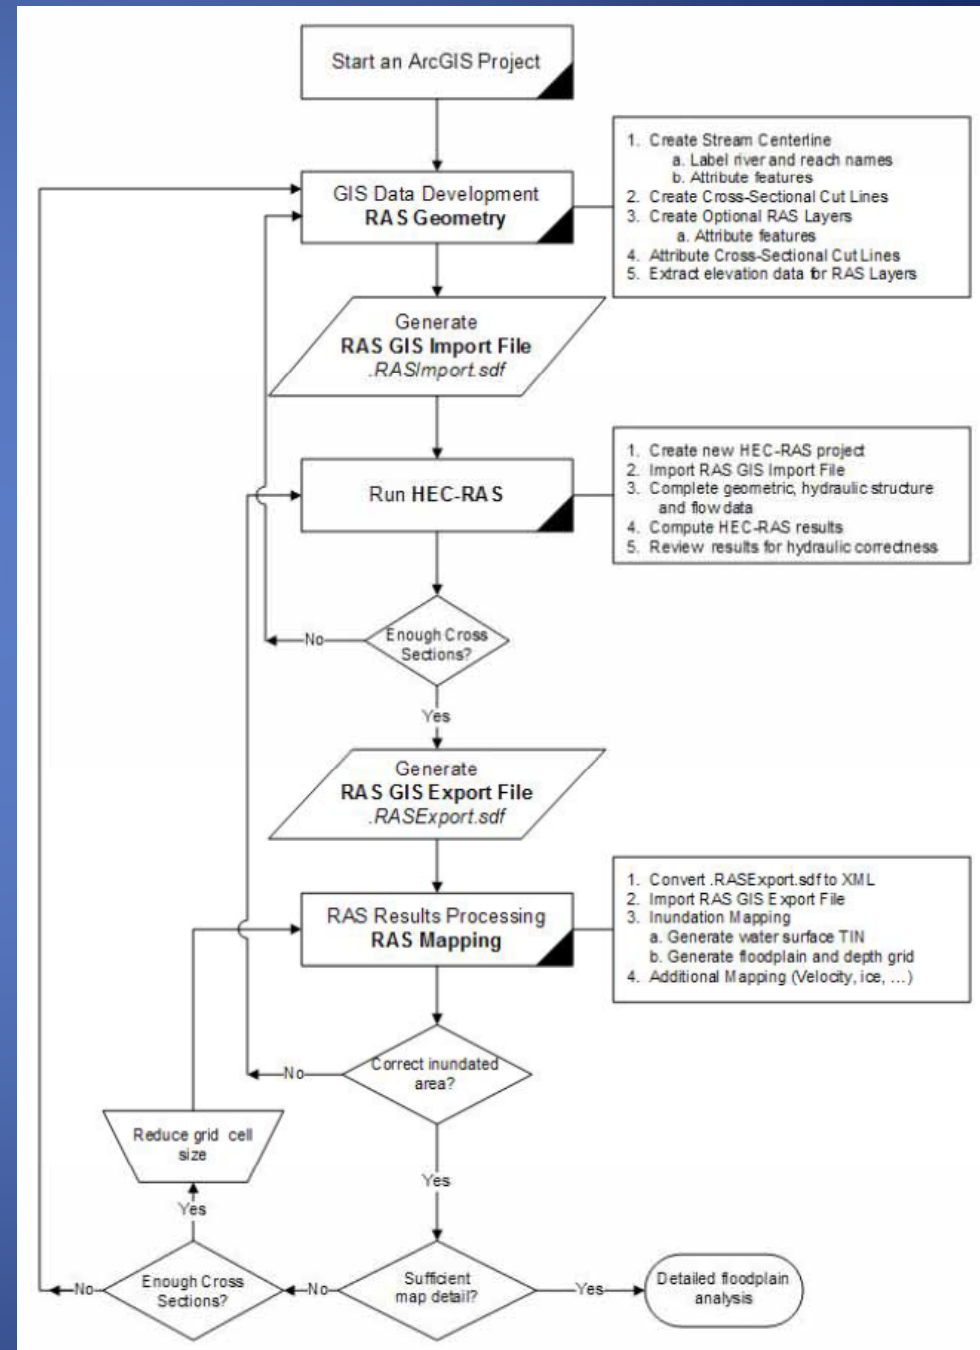 Start an ArcGIS Project
GIS Data Development
RAS Geometry
1. Create Stream Centerline
a. Label river and reach names
b. Attribute features
2. Create Cross-Sectional Cut Lines
3. Create Optional RAS Layers
a. Attribute features
4. Attribute Cross-Sectional Cut Lines
5. Extract elevation data for RAS Layers
Generate
RAS GIS Import File
.RASImport.sdf
Run HEC-RAS
1. Create new HEC-RAS project
2. Import RAS GIS Import File
3. Complete geometric, hydraulic structure
and flow data
4. Compute HEC-RAS results
5. Review results for hydraulic correctness
Enough Cross
Sections?
No
Yes
Generate
RAS GIS Export File
.RASExport.sdf
RAS Results Processing
RAS Mapping
1. Convert .RASExport.sdf to XML
2. Import RAS GIS Export File
3. Inundation Mapping
a. Generate water surface TIN
b. Generate floodplain and depth grid
4. Additional Mapping (Velocity, ice, ...)
Correct inundated
area?
No
Yes
Reduce grid cell
size
Yes
Enough Cross
Sections?
No
No
Sufficient
map detail?
Yes
Detailed floodplain
analysis